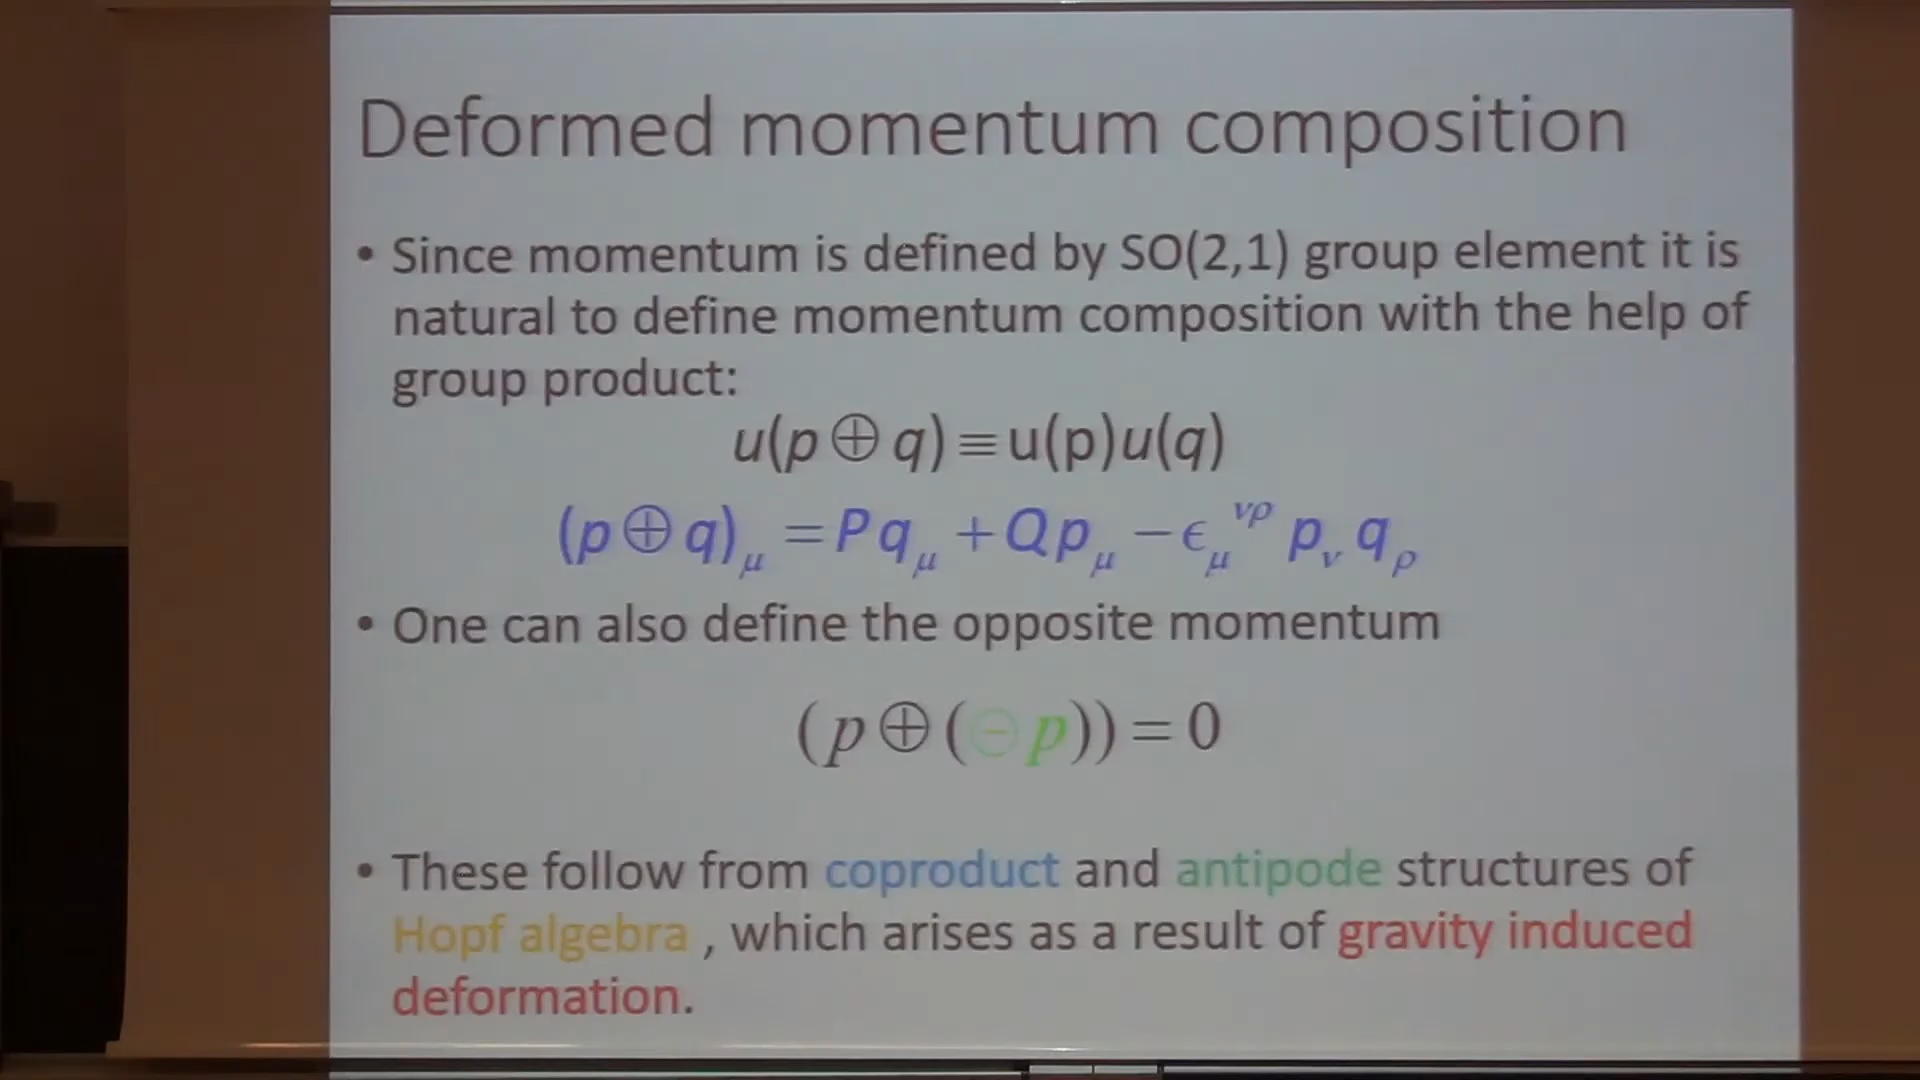 Deformed momentum composition
• Since momentum is defined by SO(2,1) group element it is
natural to define momentum composition with the help of
group product:
u(p ⊕ q) ≡ u(p)u(q)
(p ⊕ q)_μ = P q_μ + Q p_μ − ϵ_μ^{νρ} p_ν q_ρ
• One can also define the opposite momentum
(p ⊕ (⊖ p)) = 0
• These follow from coproduct and antipode structures of
Hopf algebra , which arises as a result of gravity induced
deformation.